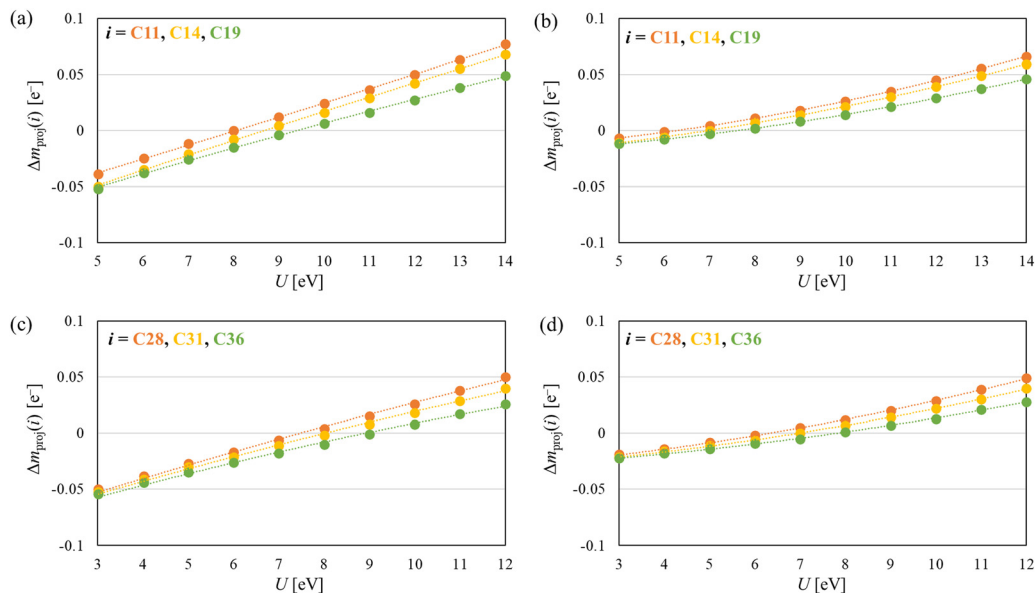 (a)
0.1
i = C11, C14, C19
0.05
0
-0.05
-0.1
Δmproj(i) [e⁻]
5 6 7 8 9 10 11 12 13 14
U [eV]
(b)
0.1
i = C11, C14, C19
0.05
0
-0.05
-0.1
Δmproj(i) [e⁻]
5 6 7 8 9 10 11 12 13 14
U [eV]
(c)
0.1
i = C28, C31, C36
0.05
0
-0.05
-0.1
Δmproj(i) [e⁻]
3 4 5 6 7 8 9 10 11 12
U [eV]
(d)
0.1
i = C28, C31, C36
0.05
0
-0.05
-0.1
Δmproj(i) [e⁻]
3 4 5 6 7 8 9 10 11 12
U [eV]